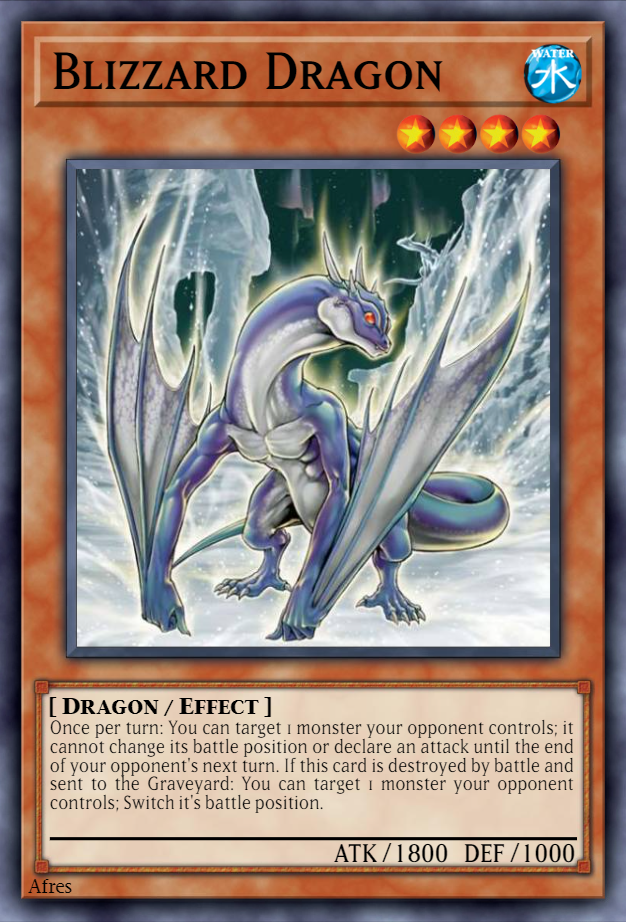 Blizzard Dragon
WATER
水
[ Dragon / Effect ]
Once per turn: You can target 1 monster your opponent controls; it
cannot change its battle position or declare an attack until the end
of your opponent's next turn. If this card is destroyed by battle and
sent to the Graveyard: You can target 1 monster your opponent
controls; Switch it's battle position.
ATK/1800 DEF/1000
Afres